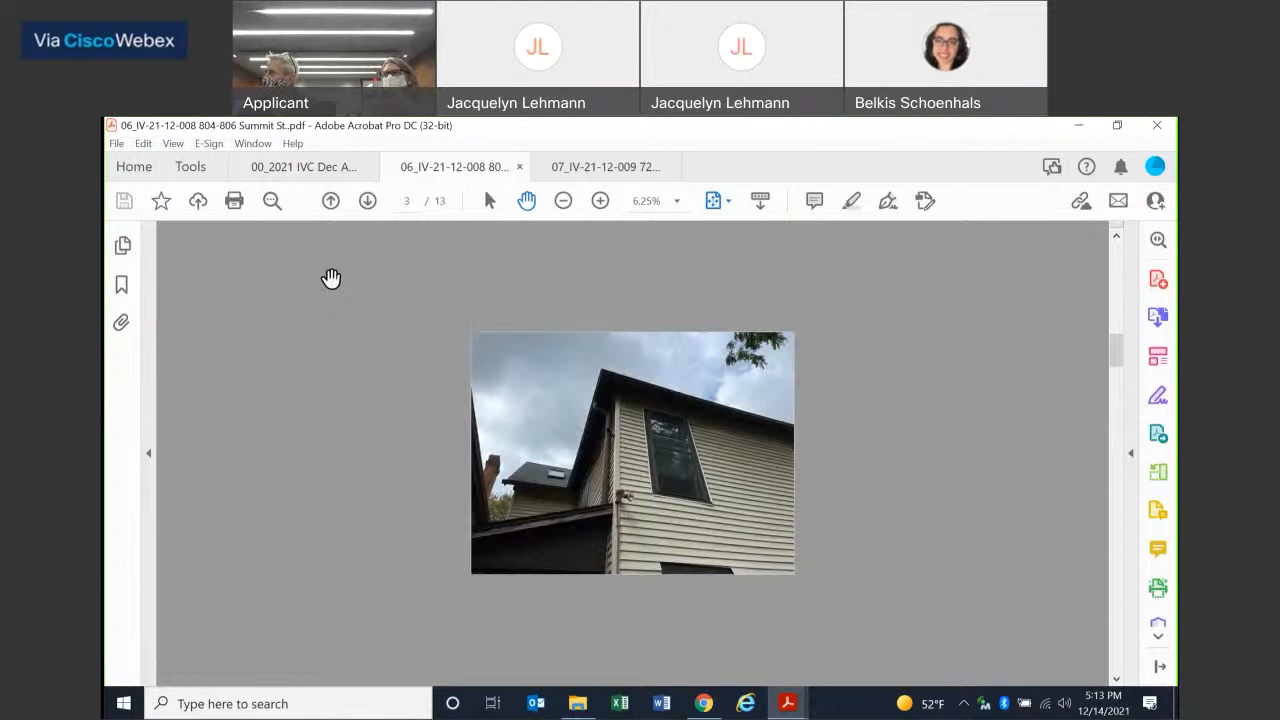 Via Cisco Webex
Applicant
JL
Jacquelyn Lehmann
JL
Jacquelyn Lehmann
Belkis Schoenhals
06_IV-21-12-008 804-806 Summit St..pdf - Adobe Acrobat Pro DC (32-bit)
File Edit View E-Sign Window Help
Home Tools 00_2021 IVC Dec A... 06_IV-21-12-008 80... 07_IV-21-12-009 72...
3 / 13 6.25%
Type here to search
52°F
5:13 PM
12/14/2021